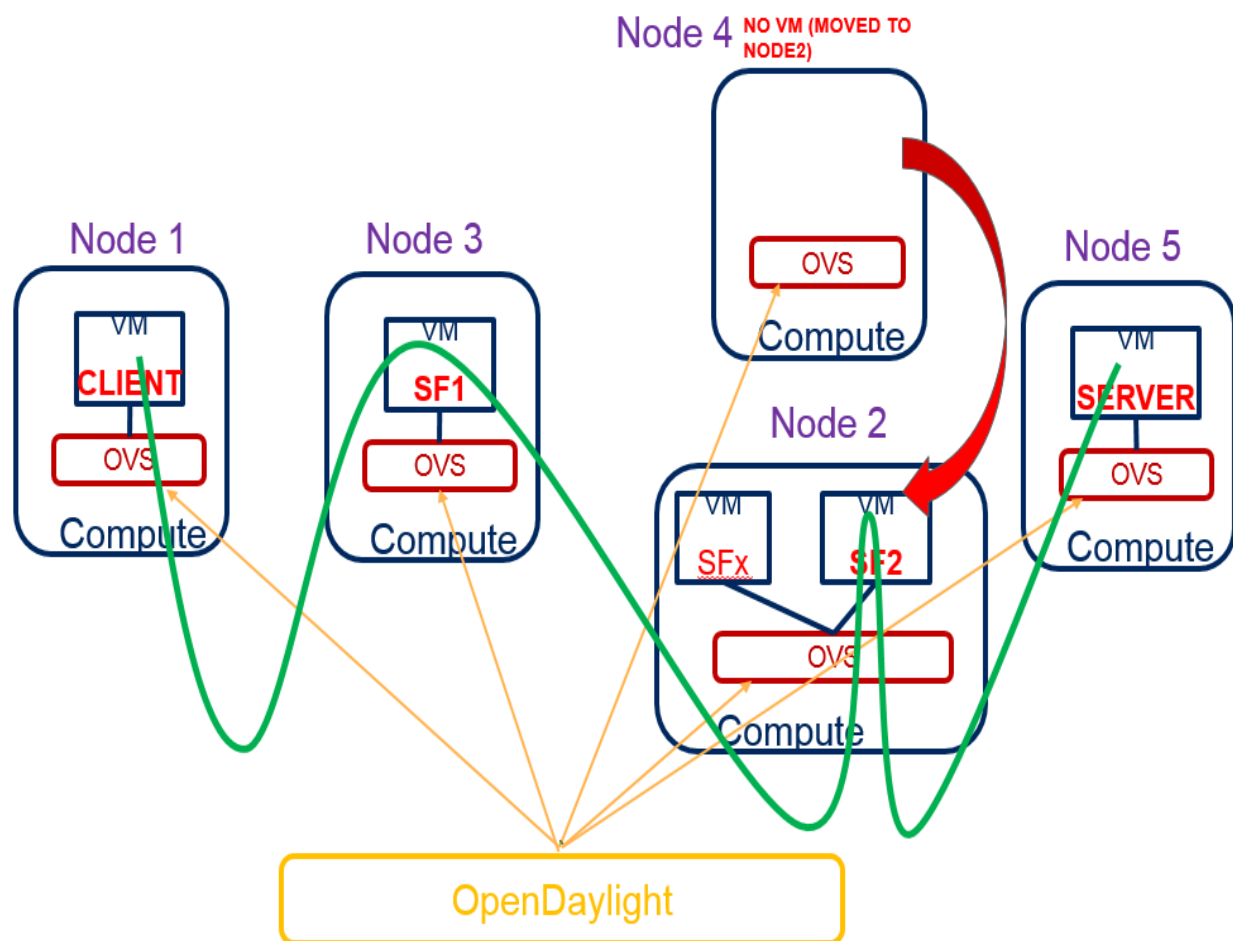 Node 4 NO VM (MOVED TO
NODE2)
OVS
Compute
Node 1
VM
CLIENT
OVS
Compute
Node 3
VM
SF1
OVS
Compute
Node 5
VM
SERVER
OVS
Compute
Node 2
VM
SFx
VM
SF2
OVS
Compute
OpenDaylight